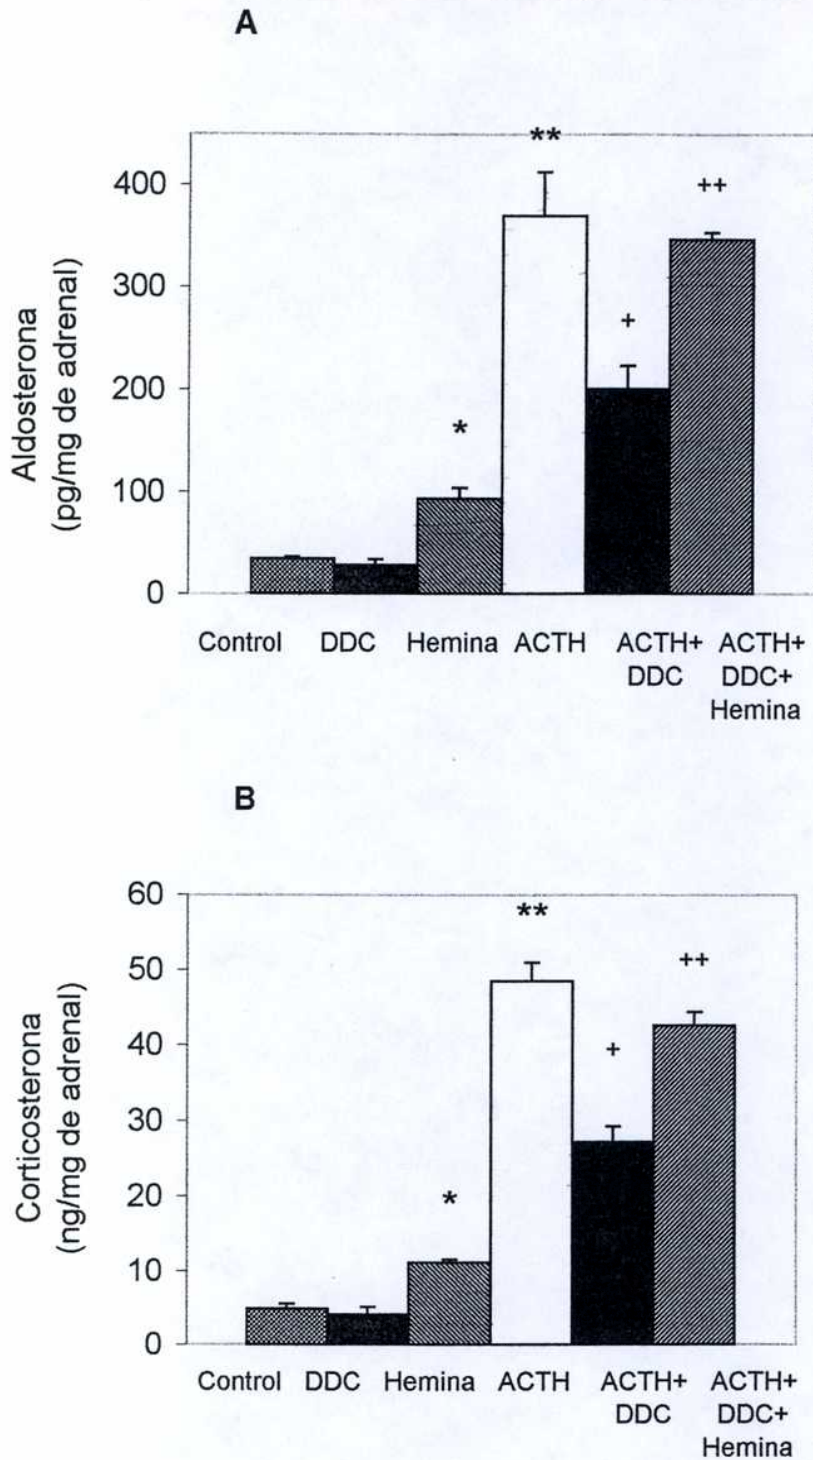 A
**
400
++
300
+
200
*
100
0
Aldosterona
(pg/mg de adrenal)
Control DDC Hemina ACTH ACTH+ ACTH+
DDC DDC+
Hemina
B
60
**
50
++
40
+
30
20
*
10
0
Corticosterona
(ng/mg de adrenal)
Control DDC Hemina ACTH ACTH+ ACTH+
DDC DDC+
Hemina